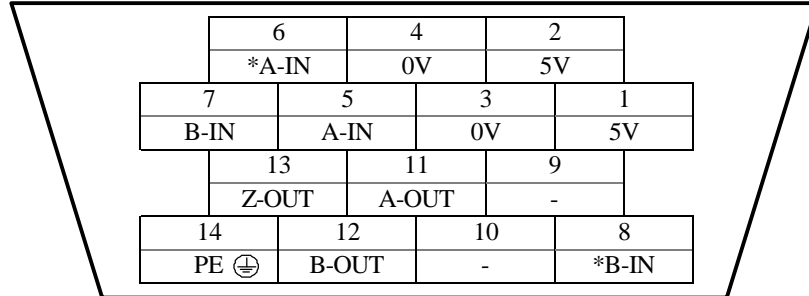 6 4 2
*A-IN 0V 5V
7 5 3 1
B-IN A-IN 0V 5V
13 11 9
Z-OUT A-OUT -
14 12 10 8
PE B-OUT - *B-IN